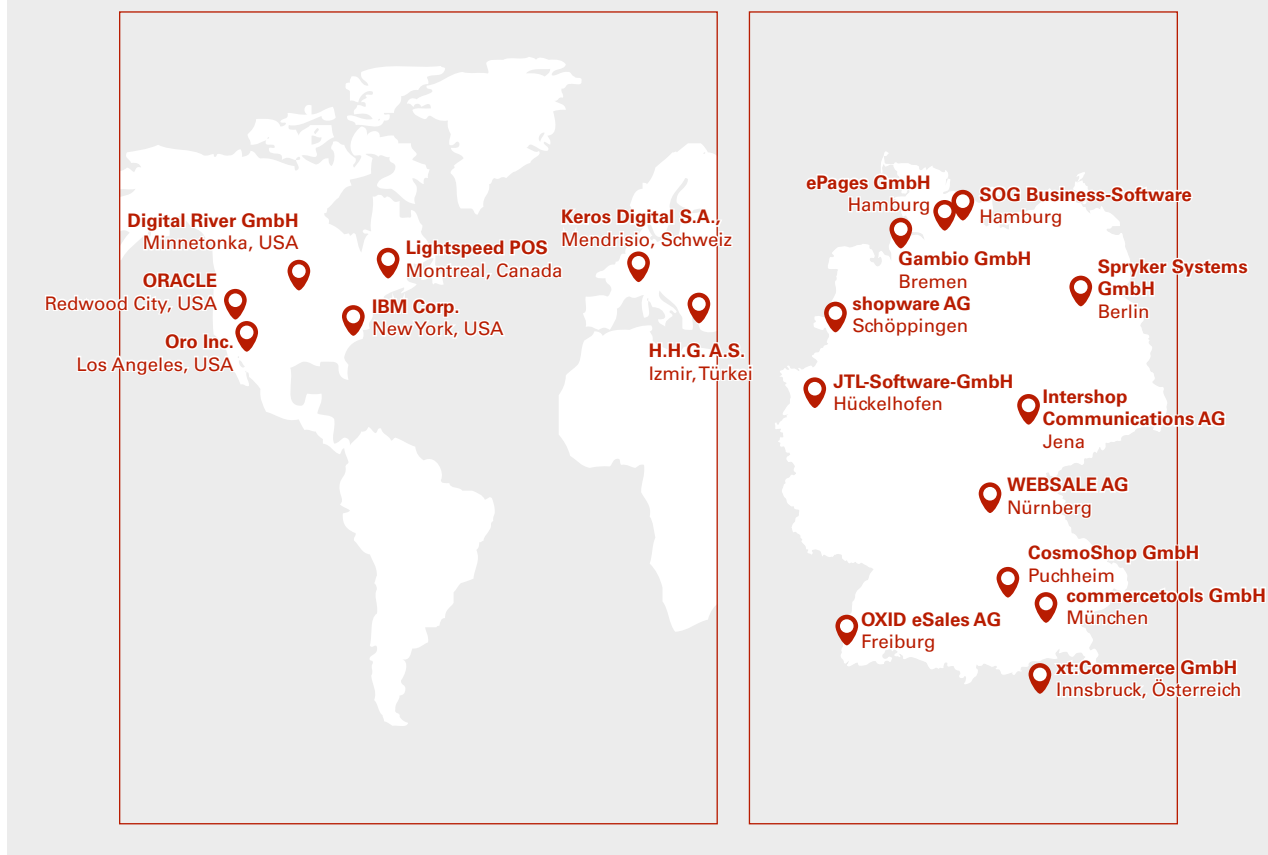 Digital River GmbH
Minnetonka, USA
ORACLE
Redwood City, USA
Oro Inc.
Los Angeles, USA
Lightspeed POS
Montreal, Canada
IBM Corp.
New York, USA
Keros Digital S.A.,
Mendrisio, Schweiz
H.H.G. A.S.
Izmir, Türkei
ePages GmbH
Hamburg
SOG Business-Software
Hamburg
Gambio GmbH
Bremen
Spryker Systems
GmbH
Berlin
shopware AG
Schöppingen
JTL-Software-GmbH
Hückelhofen
Intershop
Communications AG
Jena
WEBSALE AG
Nürnberg
CosmoShop GmbH
Puchheim
commercetools GmbH
München
OXID eSales AG
Freiburg
xt:Commerce GmbH
Innsbruck, Österreich